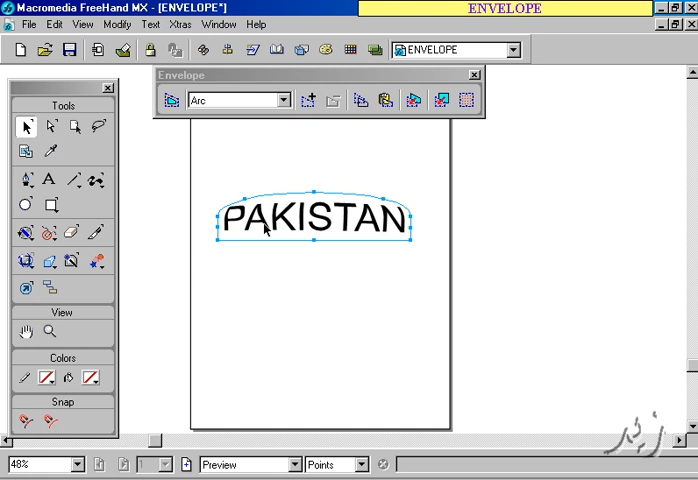 Macromedia FreeHand MX - [ENVELOPE*]
ENVELOPE
File Edit View Modify Text Xtras Window Help
ENVELOPE
Envelope
Arc
Tools
PAKISTAN
View
Colors
Snap
48%
1
Preview
Points